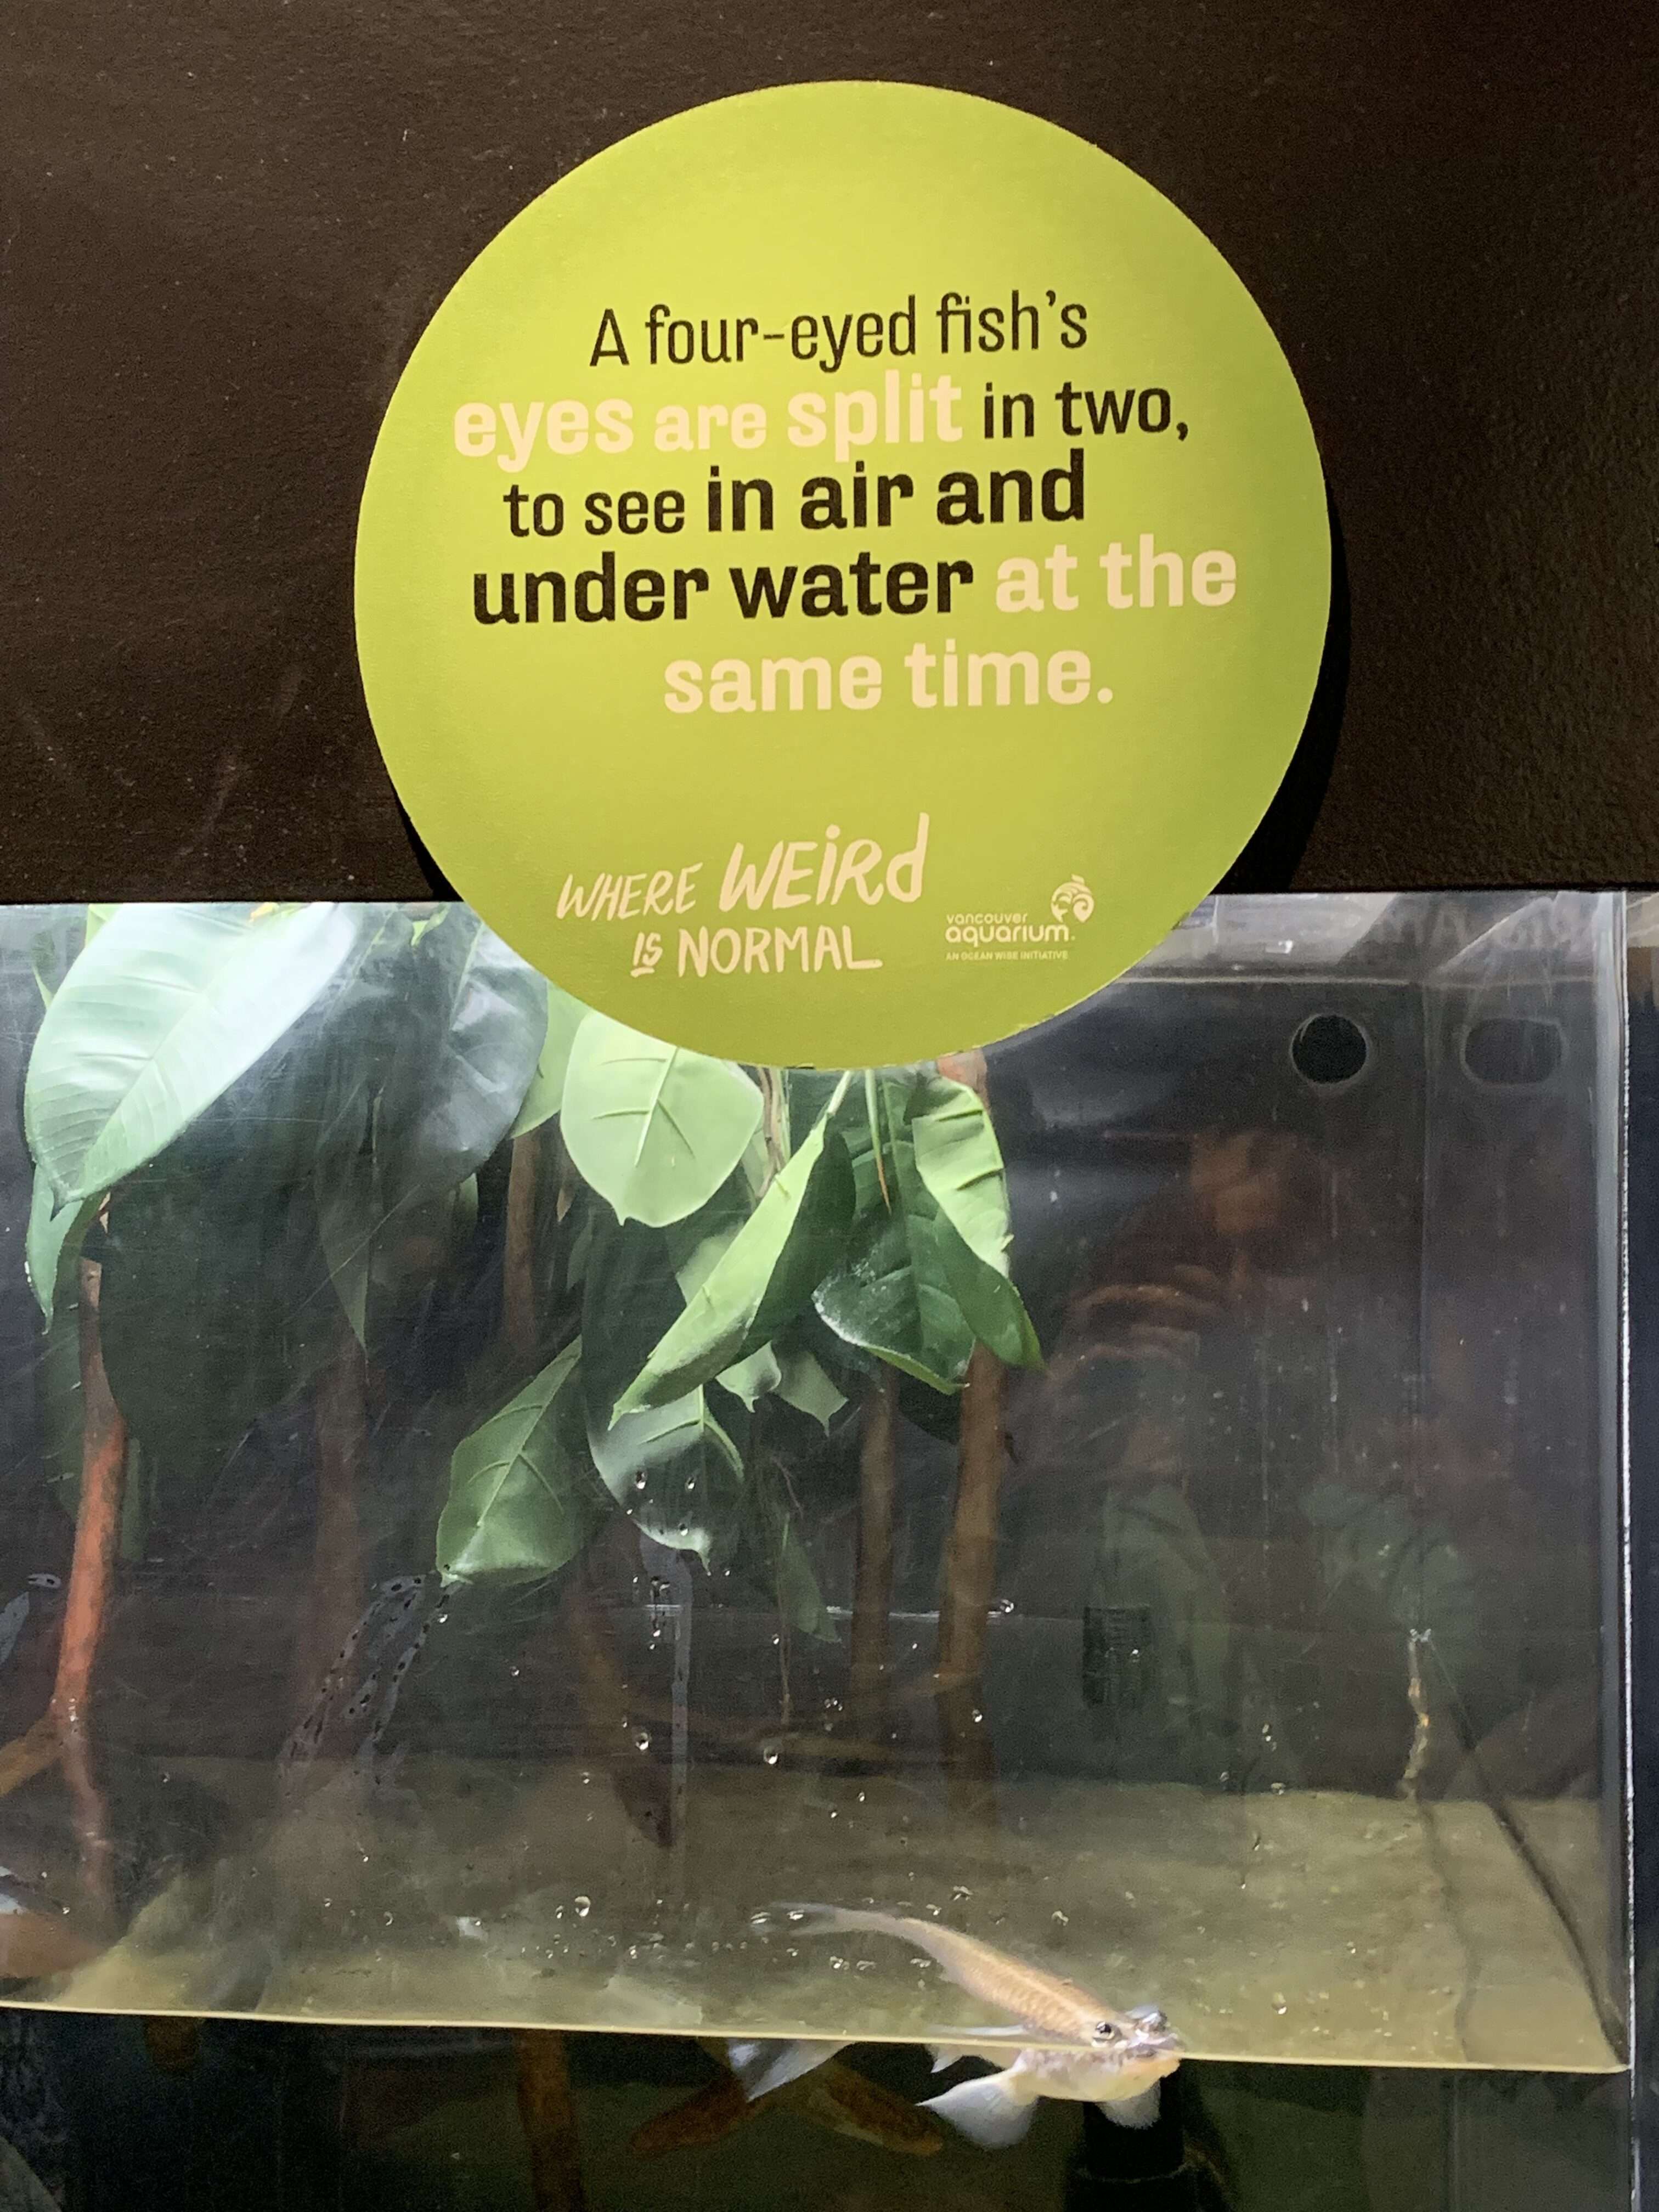 A four-eyed fish's
eyes are split in two,
to see in air and
under water at the
same time.
WHERE WEIRD
IS NORMAL
vancouver
aquarium.
AN OCEAN WISE INITIATIVE